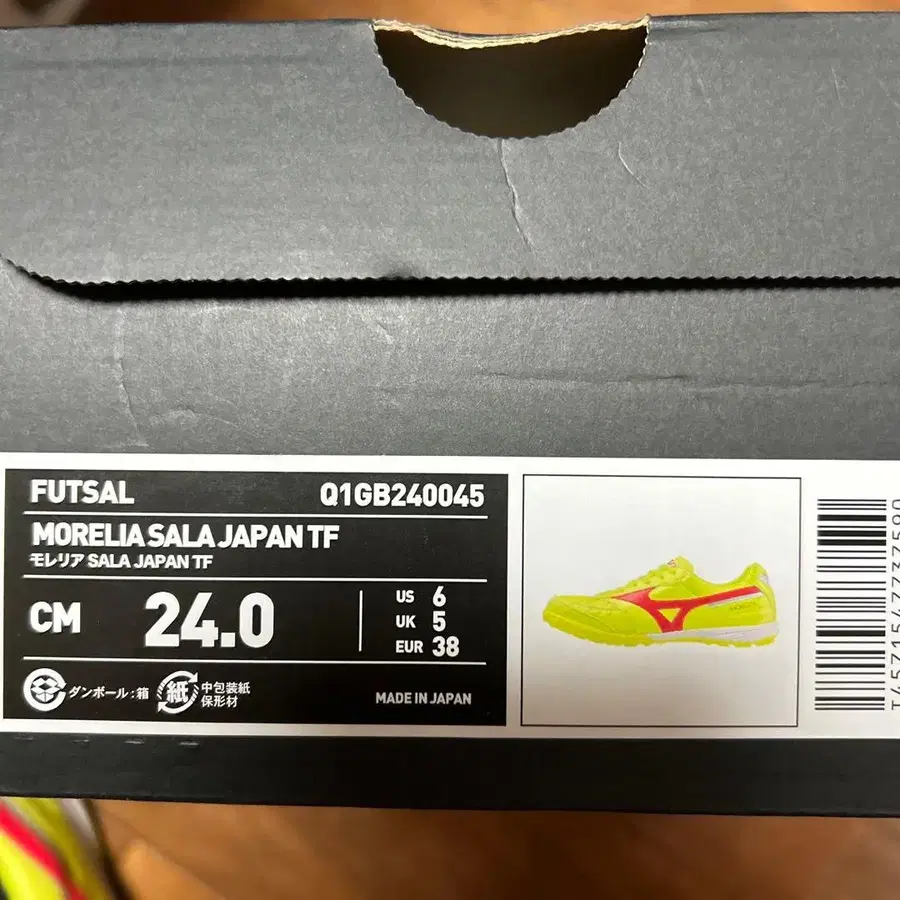 FUTSAL Q1GB240045
MORELIA SALA JAPAN TF
モレリア SALA JAPAN TF
CM 24.0
US 6
UK 5
EUR 38
ダンボール:箱
紙
中包装紙
保形材
MADE IN JAPAN